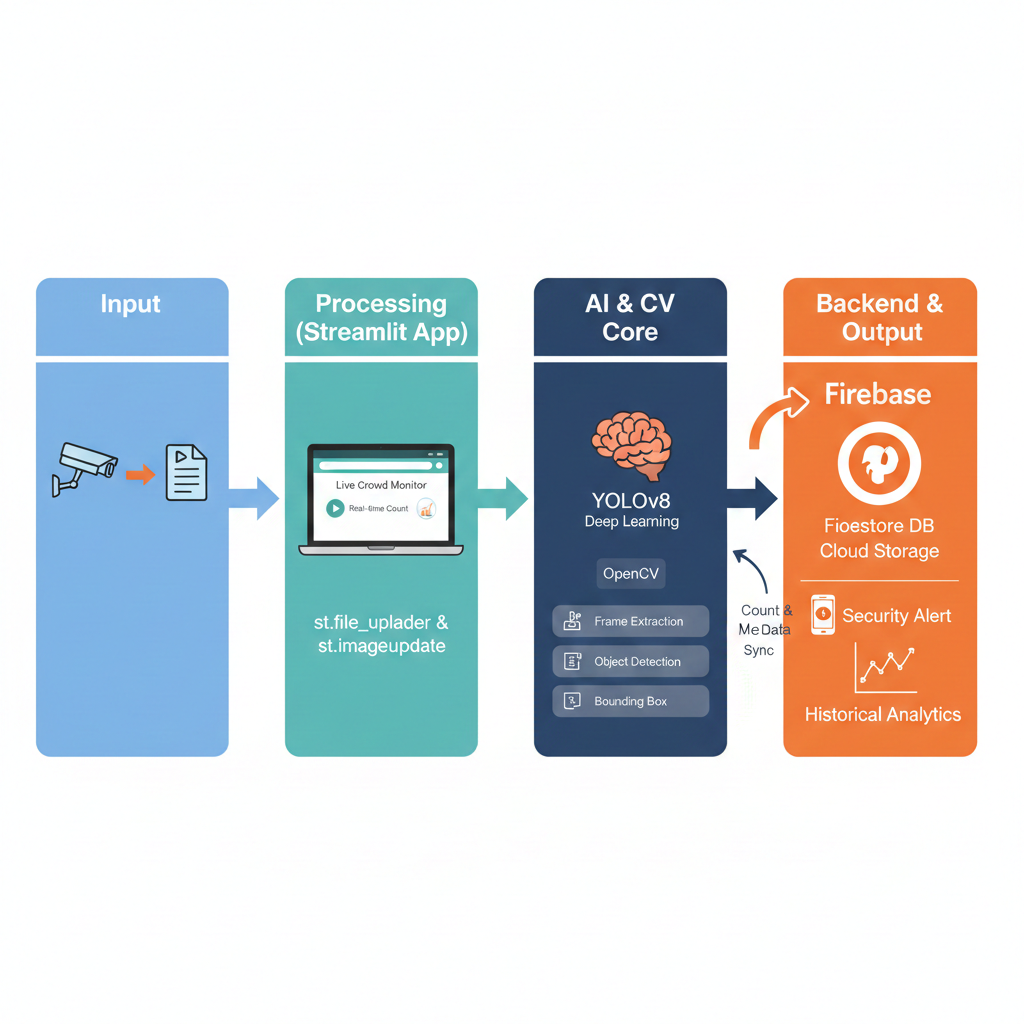 Input
Processing
(Streamlit App)
Live Crowd Monitor
Real-time Count
st.file_uplader &
st.imageupdate
AI & CV
Core
YOLOv8
Deep Learning
OpenCV
Frame Extraction
Object Detection
Bounding Box
Count &
Me Data
Sync
Backend &
Output
Firebase
Fioestore DB
Cloud Storage
Security Alert
Historical Analytics